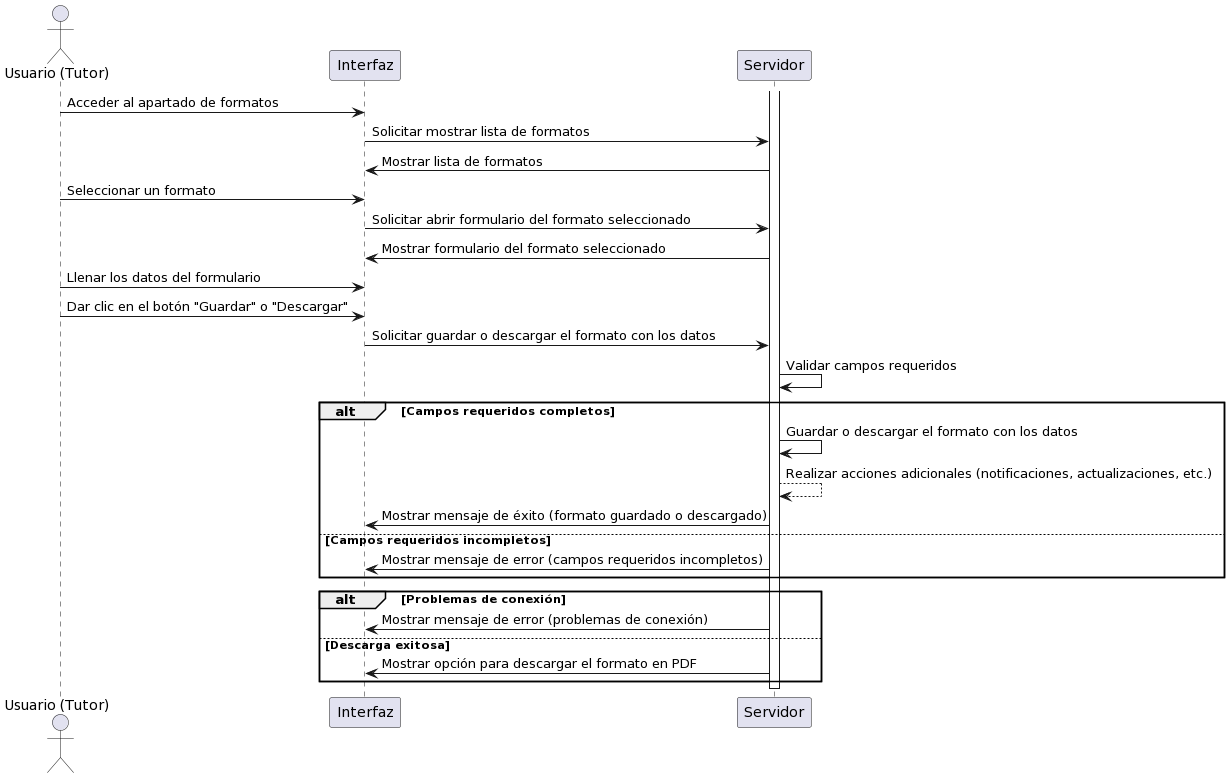 Usuario (Tutor)
Interfaz
Servidor
Acceder al apartado de formatos
Solicitar mostrar lista de formatos
Mostrar lista de formatos
Seleccionar un formato
Solicitar abrir formulario del formato seleccionado
Mostrar formulario del formato seleccionado
Llenar los datos del formulario
Dar clic en el botón "Guardar" o "Descargar"
Solicitar guardar o descargar el formato con los datos
Validar campos requeridos
alt [Campos requeridos completos]
Guardar o descargar el formato con los datos
Realizar acciones adicionales (notificaciones, actualizaciones, etc.)
Mostrar mensaje de éxito (formato guardado o descargado)
[Campos requeridos incompletos]
Mostrar mensaje de error (campos requeridos incompletos)
alt [Problemas de conexión]
Mostrar mensaje de error (problemas de conexión)
[Descarga exitosa]
Mostrar opción para descargar el formato en PDF
Usuario (Tutor)
Interfaz
Servidor